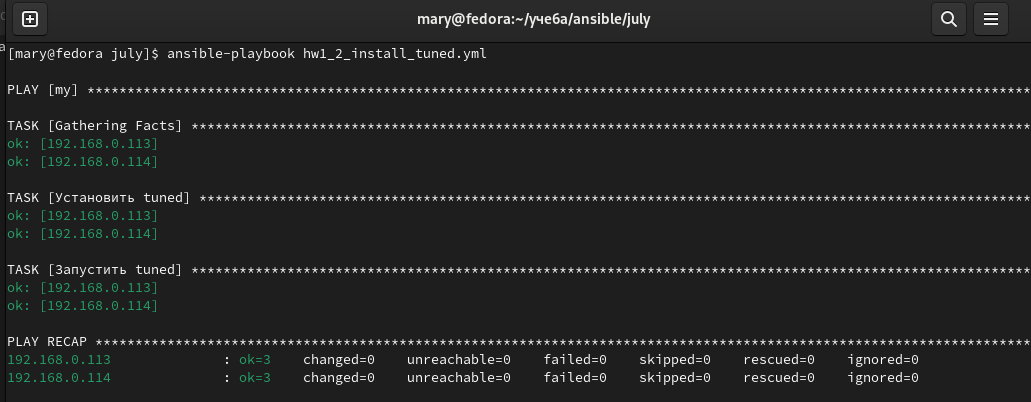 mary@fedora:~/учеба/ansible/july
[mary@fedora july]$ ansible-playbook hw1_2_install_tuned.yml
PLAY [my] *********************************************************************************************************************
TASK [Gathering Facts] ********************************************************************************************************
ok: [192.168.0.113]
ok: [192.168.0.114]
TASK [Установить tuned] *******************************************************************************************************
ok: [192.168.0.113]
ok: [192.168.0.114]
TASK [Запустить tuned] ********************************************************************************************************
ok: [192.168.0.113]
ok: [192.168.0.114]
PLAY RECAP ********************************************************************************************************************
192.168.0.113              : ok=3    changed=0    unreachable=0    failed=0    skipped=0    rescued=0    ignored=0
192.168.0.114              : ok=3    changed=0    unreachable=0    failed=0    skipped=0    rescued=0    ignored=0